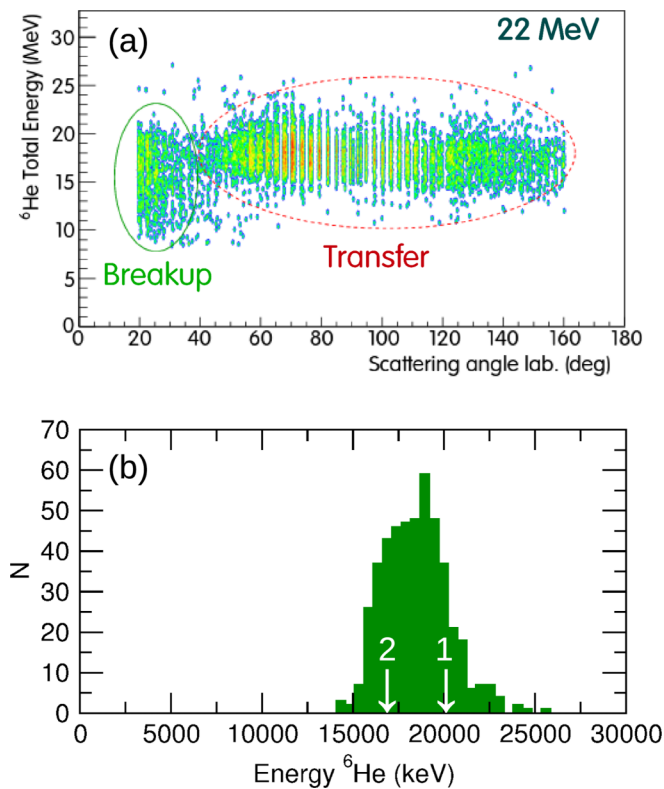 (a)
22 MeV
⁶He Total Energy (MeV)
30
25
20
15
10
5
0
Breakup
Transfer
0 20 40 60 80 100 120 140 160 180
Scattering angle lab. (deg)
(b)
N
70
60
50
40
30
20
10
0
2 1
0 5000 10000 15000 20000 25000 30000
Energy ⁶He (keV)